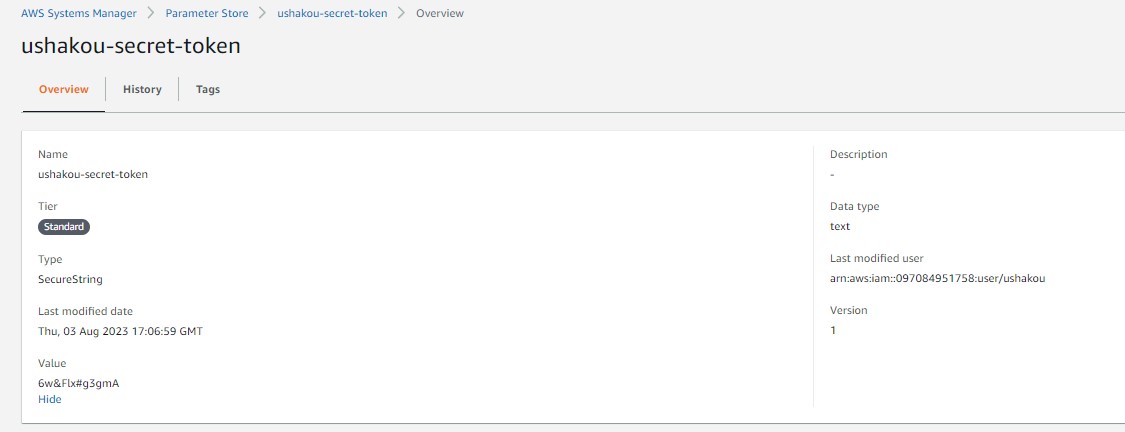 AWS Systems Manager > Parameter Store > ushakou-secret-token > Overview
ushakou-secret-token
Overview
History
Tags
Name
ushakou-secret-token
Tier
Standard
Type
SecureString
Last modified date
Thu, 03 Aug 2023 17:06:59 GMT
Value
6w&Flx#g3gmA
Hide
Description
-
Data type
text
Last modified user
arn:aws:iam::097084951758:user/ushakou
Version
1